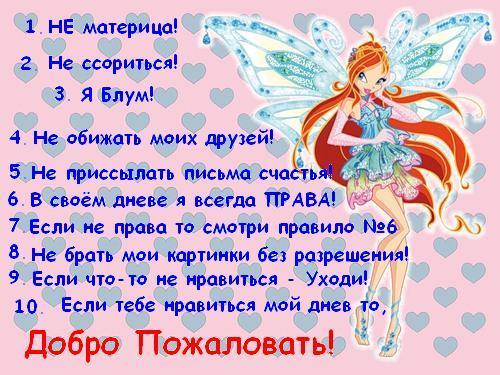 1. НЕ материца!
2. Не ссориться!
3. Я Блум!
4. Не обижать моих друзей!
5. Не приссылать письма счастья!
6. В своём дневе я всегда ПРАВА!
7. Если не права то смотри правило №6
8. Не брать мои картинки без разрешения!
9. Если что-то не нравиться - Уходи!
10. Если тебе нравиться мой днев то,
Добро Пожаловать!